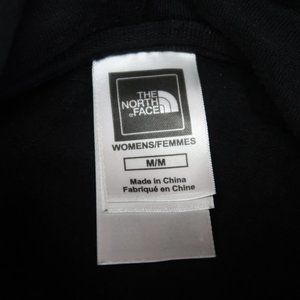 THE
NORTH
FACE
WOMENS/FEMMES
M/M
Made in China
Fabriqué en Chine